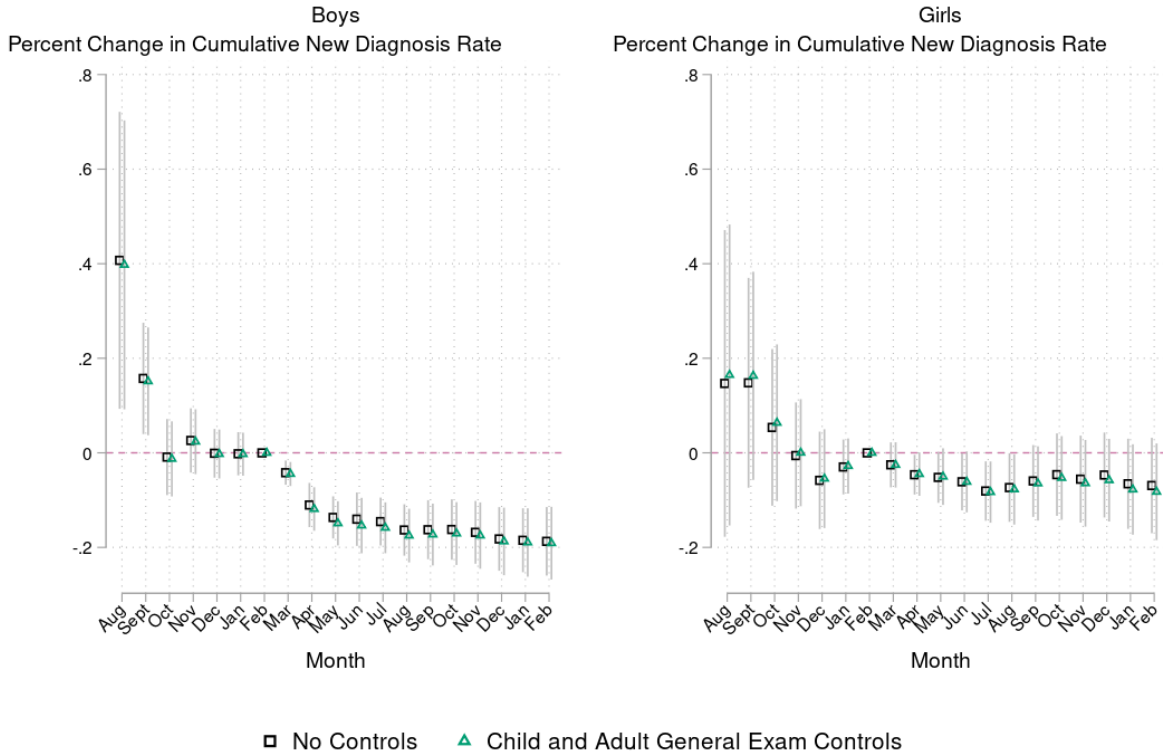 Boys
Percent Change in Cumulative New Diagnosis Rate
.8
.6
.4
.2
0
-.2
Aug
Sept
Oct
Nov
Dec
Jan
Feb
Mar
Apr
May
Jun
Jul
Aug
Sep
Oct
Nov
Dec
Jan
Feb
Month
Girls
Percent Change in Cumulative New Diagnosis Rate
.8
.6
.4
.2
0
-.2
Aug
Sept
Oct
Nov
Dec
Jan
Feb
Mar
Apr
May
Jun
Jul
Aug
Sep
Oct
Nov
Dec
Jan
Feb
Month
No Controls
Child and Adult General Exam Controls